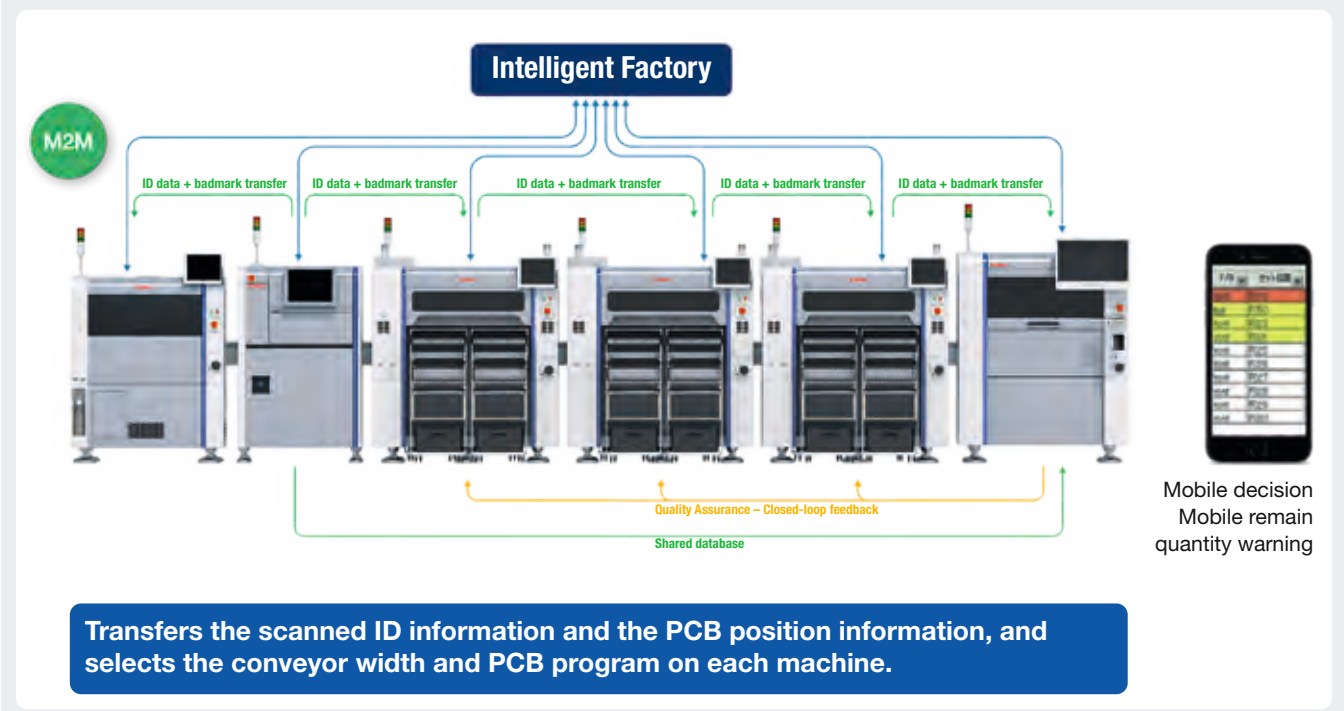 Intelligent Factory
M2M
ID data + badmark transfer
ID data + badmark transfer
ID data + badmark transfer
ID data + badmark transfer
ID data + badmark transfer
Quality Assurance – Closed-loop feedback
Shared database
Mobile decision
Mobile remain
quantity warning
Transfers the scanned ID information and the PCB position information, and
selects the conveyor width and PCB program on each machine.